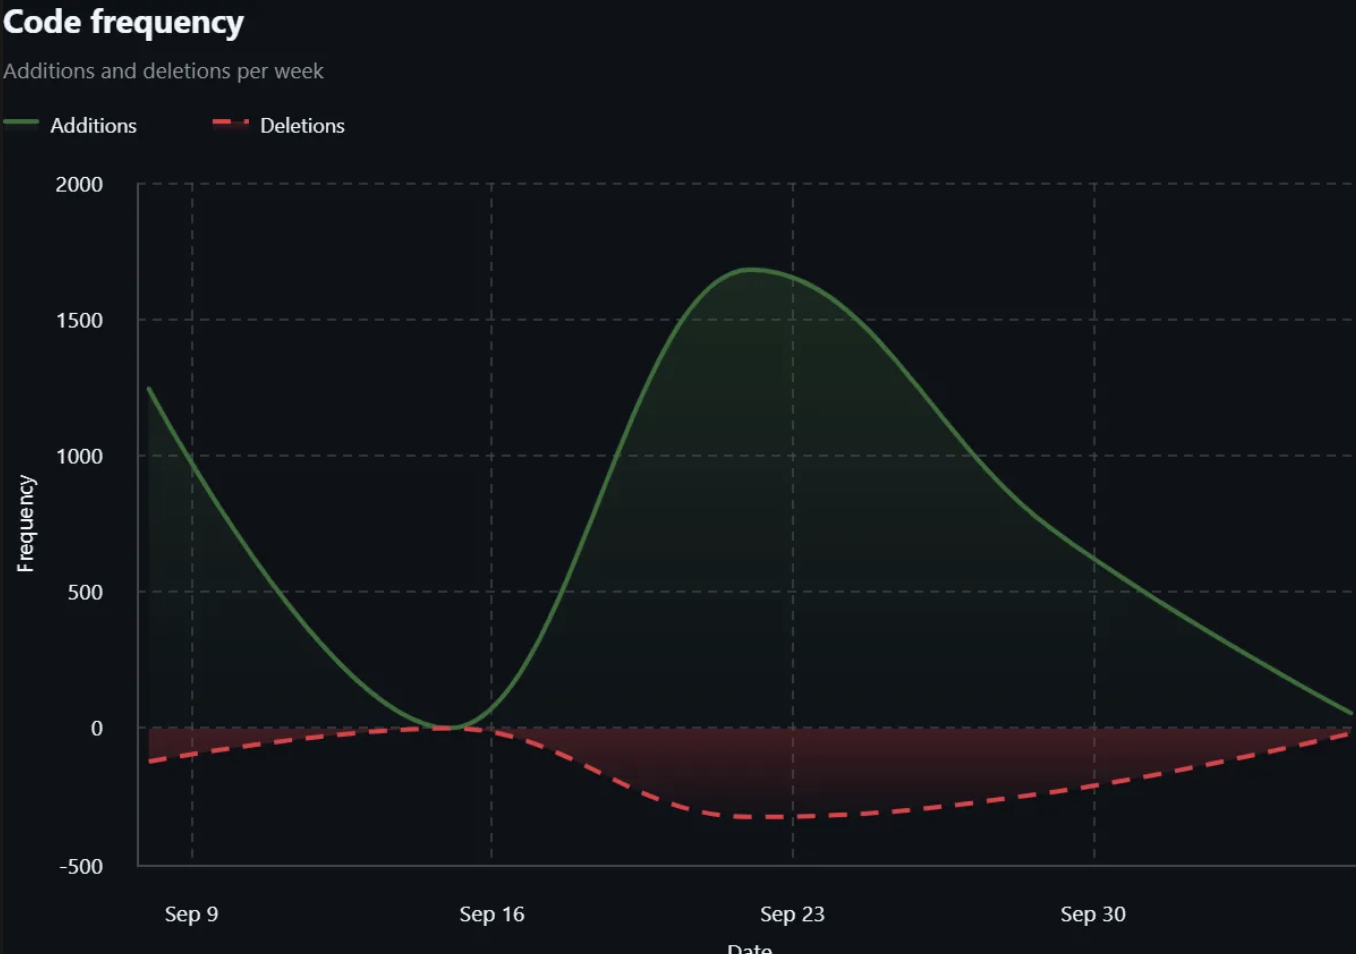 Code frequency
Additions and deletions per week
Additions
Deletions
2000
1500
1000
500
0
-500
Frequency
Sep 9
Sep 16
Sep 23
Sep 30
Date